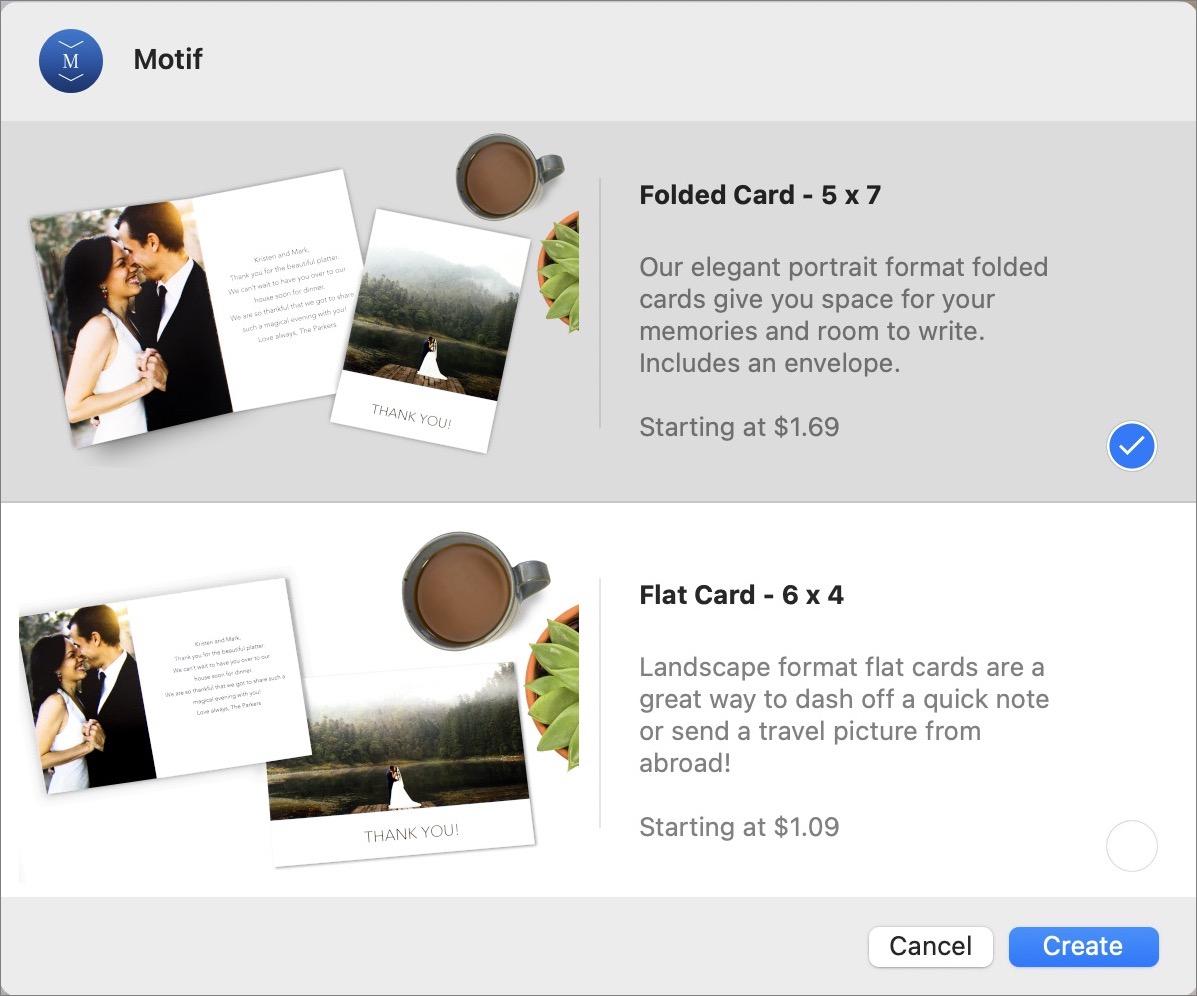 M
Motif
Kristen and Mark,
Thank you for the beautiful platter.
We can't wait to have you over to our
house soon for dinner.
We are so thankful that we got to share
such a magical evening with you!
Love always, The Parkers
THANK YOU!
Folded Card - 5 x 7
Our elegant portrait format folded
cards give you space for your
memories and room to write.
Includes an envelope.
Starting at $1.69
Kristen and Mark,
Thank you for the beautiful platter.
We can't wait to have you over to our
house soon for dinner.
We are so thankful that we got to share such a
magical evening with you!
Love always, The Parkers
THANK YOU!
Flat Card - 6 x 4
Landscape format flat cards are a
great way to dash off a quick note
or send a travel picture from
abroad!
Starting at $1.09
Cancel
Create